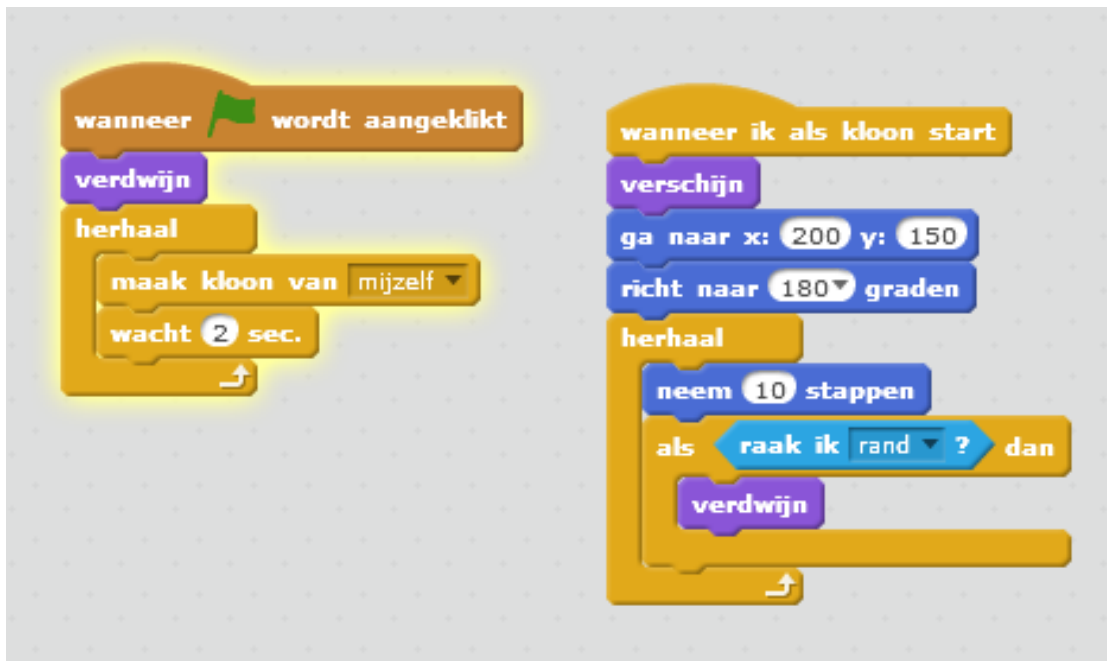 wanneer wordt aangeklikt
verdwijn
herhaal
maak kloon van mijzelf
wacht 2 sec.
wanneer ik als kloon start
verschijn
ga naar x: 200 y: 150
richt naar 180 graden
herhaal
neem 10 stappen
als raak ik rand ? dan
verdwijn